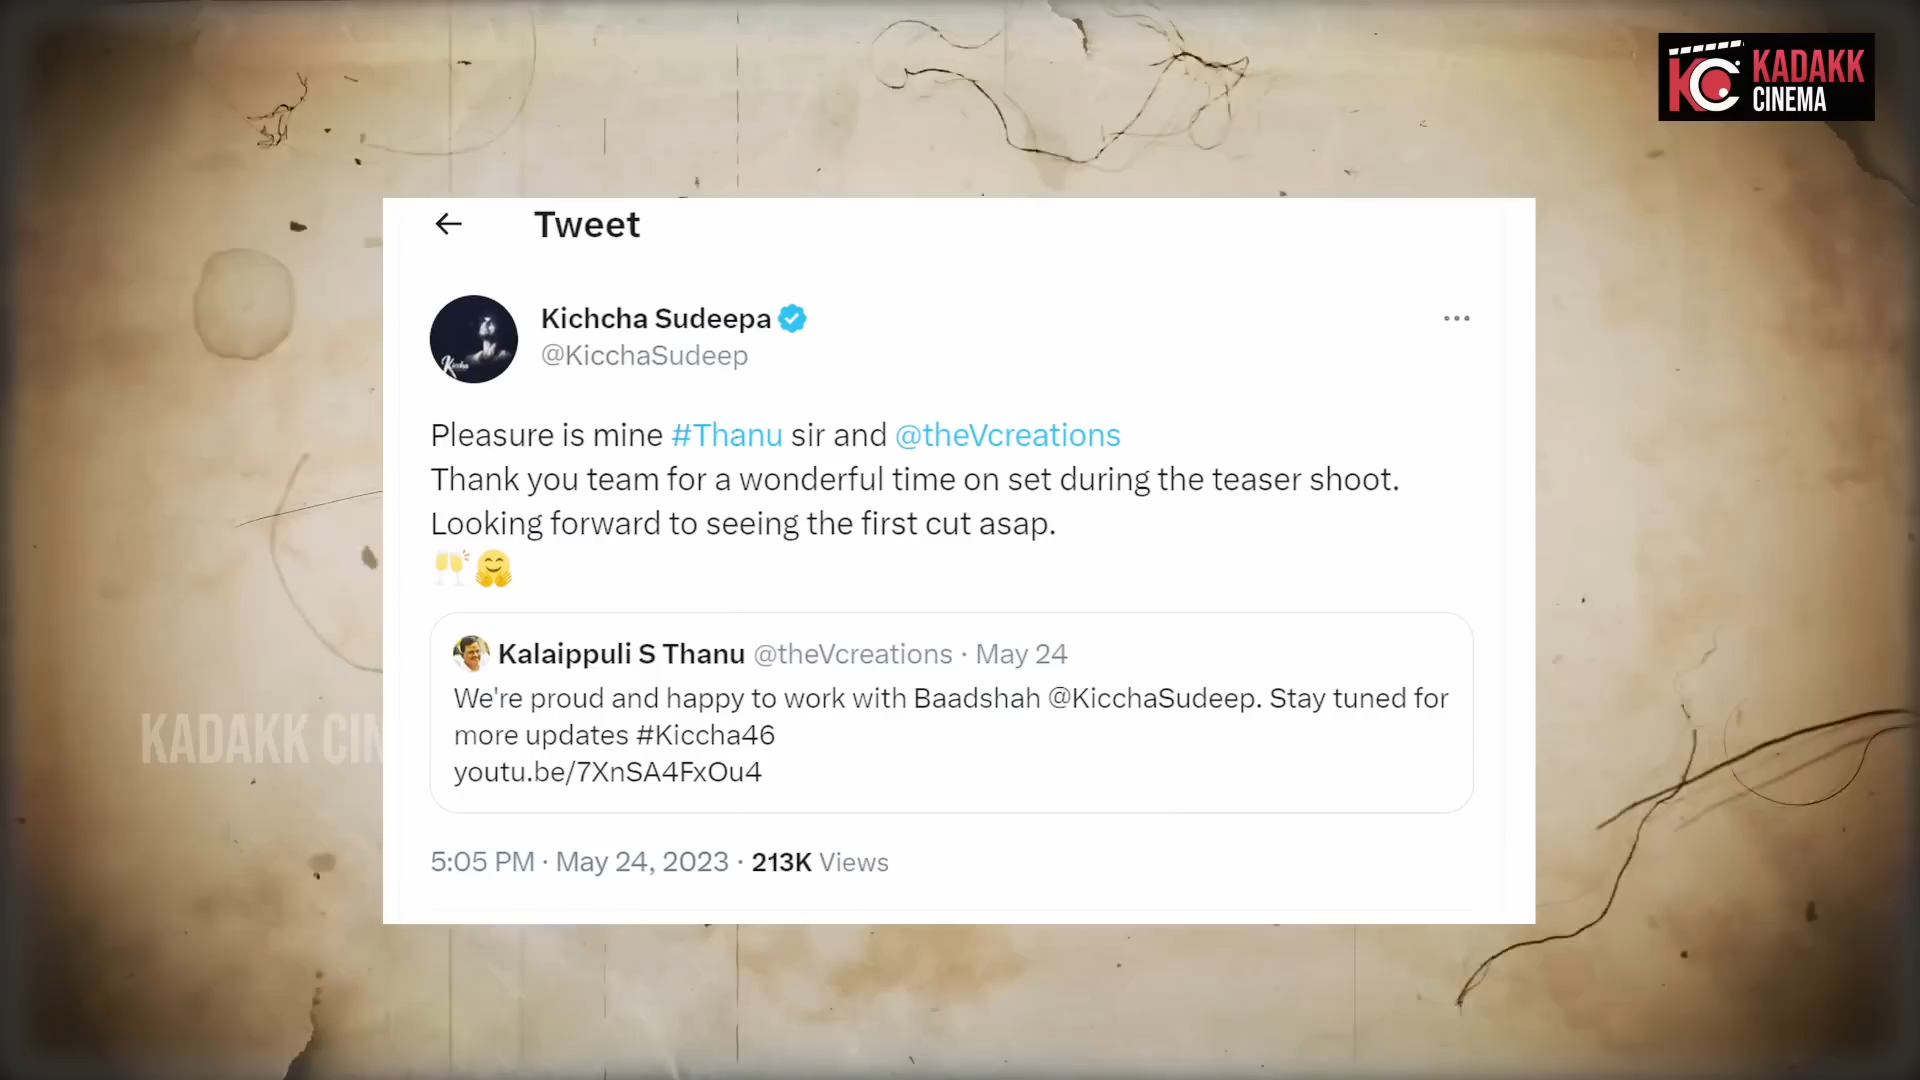 KADAKK
CINEMA
Tweet
Kichcha Sudeepa
@KicchaSudeep
Pleasure is mine #Thanu sir and @theVcreations
Thank you team for a wonderful time on set during the teaser shoot.
Looking forward to seeing the first cut asap.
🥂🤗
Kalaippuli S Thanu @theVcreations · May 24
We're proud and happy to work with Baadshah @KicchaSudeep. Stay tuned for
more updates #Kiccha46
youtu.be/7XnSA4FxOu4
5:05 PM · May 24, 2023 · 213K Views
KADAKK CIN